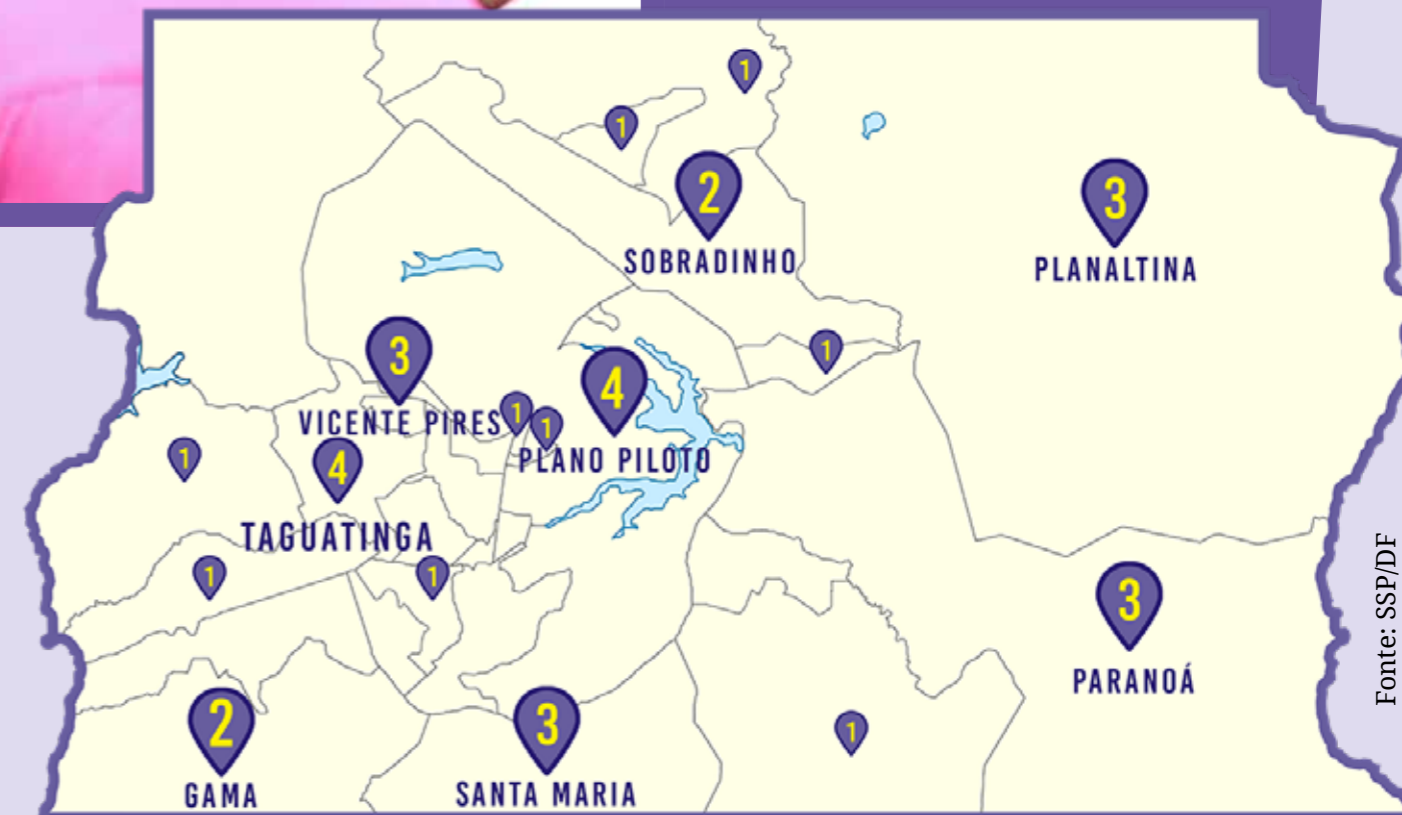 1
1
2
SOBRADINHO
3
PLANALTINA
3
VICENTE PIRES
1
1
4
PLANO PILOTO
1
1
4
TAGUATINGA
1
1
3
PARANOÁ
2
GAMA
3
SANTA MARIA
1
Fonte: SSP/DF